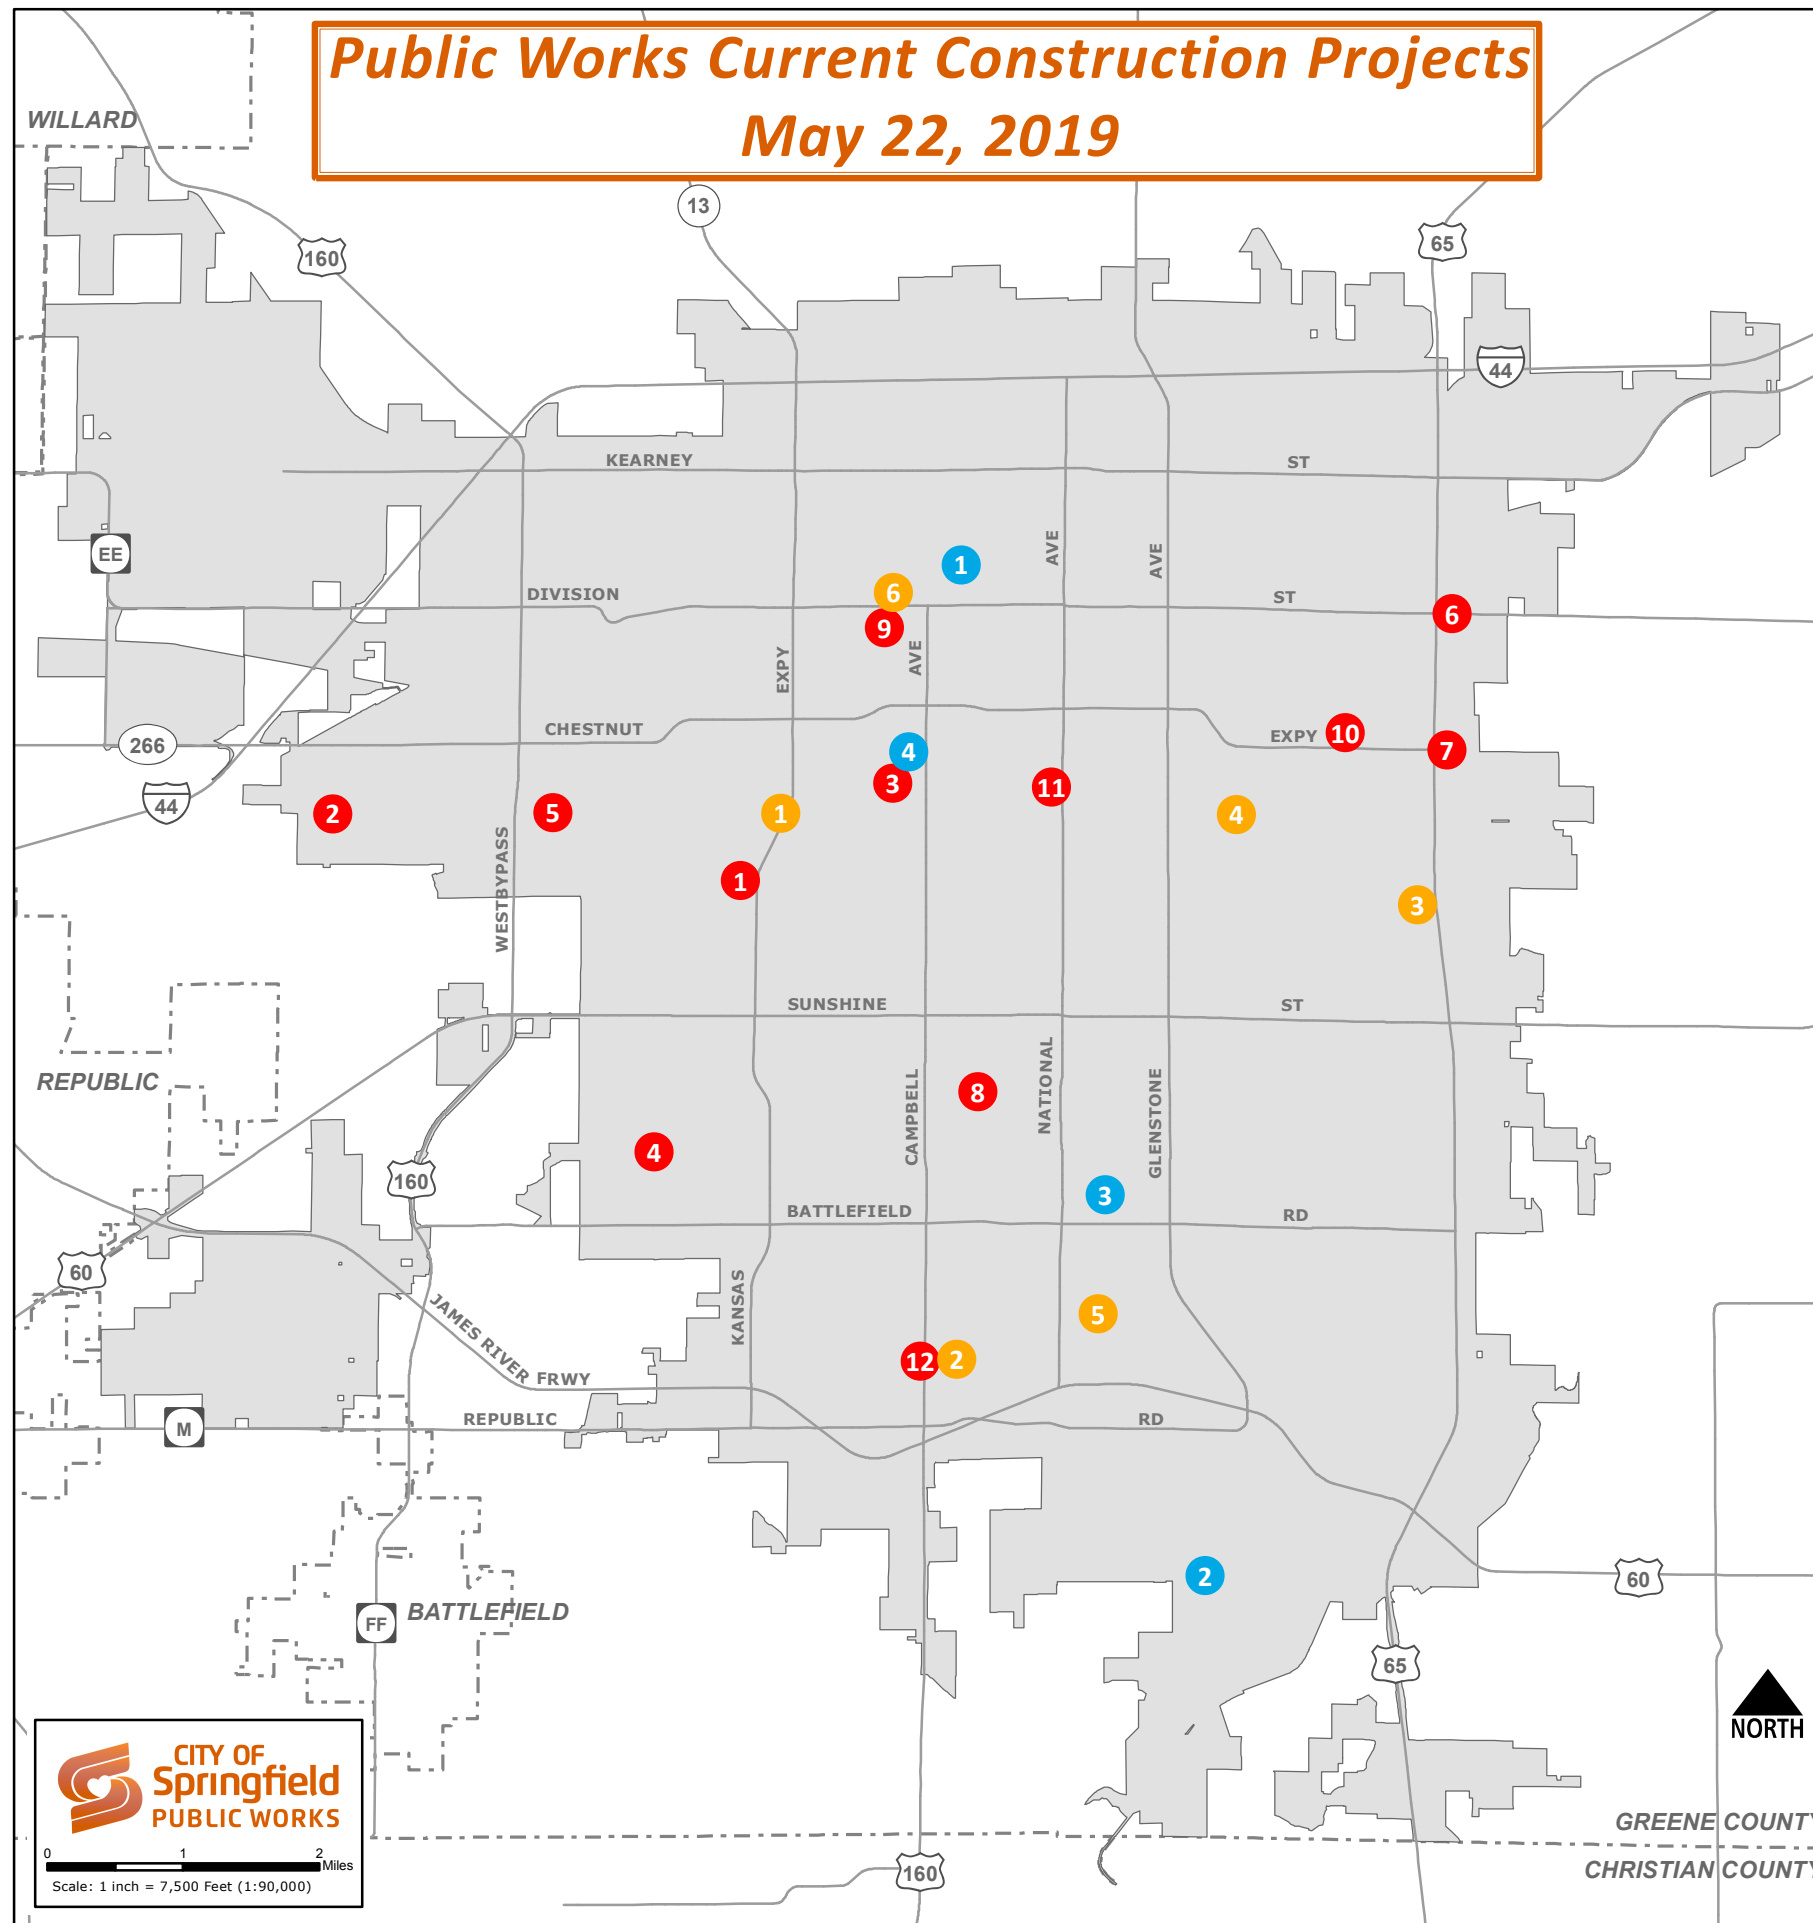 Public Works Current Construction Projects
May 22, 2019
WILLARD
13
160
65
44
KEARNEY ST
EE
AVE
AVE
1
6
DIVISION ST
6
9
AVE
EXPY
CHESTNUT EXPY
10
266
4
7
3
11
44
2
5
1
4
WESTBYPASS
1
3
SUNSHINE ST
REPUBLIC
NATIONAL
CAMPBELL
GLENSTONE
8
4
160
3
BATTLEFIELD RD
60
KANSAS
JAMES RIVER FRWY
5
12
2
REPUBLIC RD
M
2
60
BATTLEFIELD
FF
65
NORTH
CITY OF
Springfield
PUBLIC WORKS
0 1 2
Miles
Scale: 1 inch = 7,500 Feet (1:90,000)
GREENE COUNTY
CHRISTIAN COUNTY
160